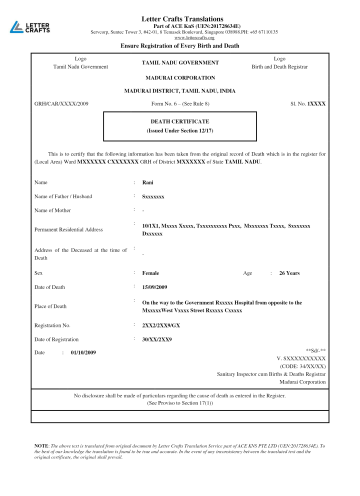 LETTER
CRAFTS
Letter Crafts Translations
Part of ACE KnS (UEN:201728634E)
Servcorp, Suntec Tower 3, #42-01, 8 Temasek Boulevard, Singapore 038988.PH: +65 67110135
www.lettercrafts.org
Ensure Registration of Every Birth and Death
Logo
Tamil Nadu Government
TAMIL NADU GOVERNMENT
Logo
Birth and Death Registrar
MADURAI CORPORATION
MADURAI DISTRICT, TAMIL NADU, INDIA
GRH/CAR/XXXX/2009 Form No. 6 – (See Rule 8) Sl. No. 1XXXX
DEATH CERTIFICATE
(Issued Under Section 12/17)
This is to certify that the following information has been taken from the original record of Death which is in the register for
(Local Area) Ward MXXXXXX CXXXXXXX GRH of District MXXXXXX of State TAMIL NADU.
Name : Rani
Name of Father / Husband : Sxxxxxxx
Name of Mother : -
Permanent Residential Address : 10/1X1, Mxxxx Xxxxx, Txxxxxxxxxx Pxxx, Mxxxxxxx Txxxx, Sxxxxxxx
Dxxxxxx
Address of the Deceased at the time of
Death : -
Sex : Female Age : 26 Years
Date of Death : 15/09/2009
Place of Death : On the way to the Government Rxxxxx Hospital from opposite to the
MxxxxxWest Vxxxx Street Rxxxxx Cxxxxx
Registration No. : 2XX2/2XX9/GX
Date of Registration : 30/XX/2XX9
Date : 01/10/2009
**Sd/-**
V. SXXXXXXXXXXX
(CODE: 34/XX/XX)
Sanitary Inspector cum Births & Deaths Registrar
Madurai Corporation
No disclosure shall be made of particulars regarding the cause of death as entered in the Register.
(See Proviso to Section 17(1))
NOTE: The above text is translated from original document by Letter Crafts Translation Service part of ACE KNS PTE LTD (UEN:201728634E). To
the best of our knowledge the translation is found to be true and accurate. In the event of any inconsistency between the translated text and the
original certificate, the original shall prevail.